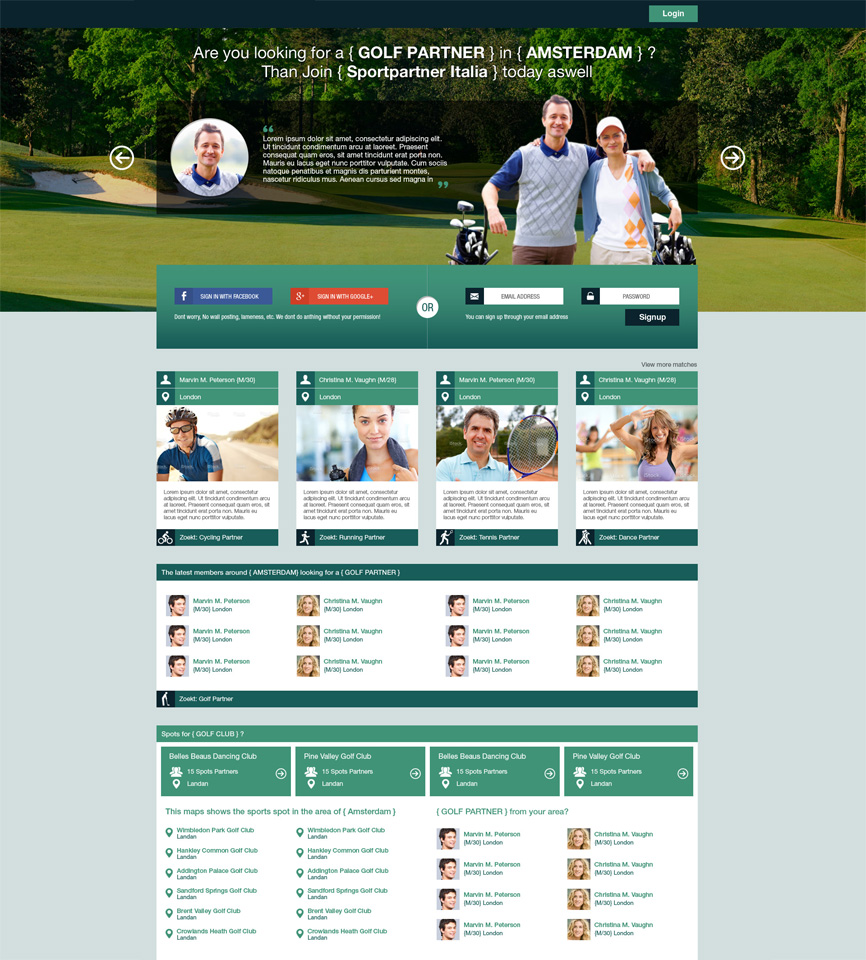 Login
Are you looking for a { GOLF PARTNER } in { AMSTERDAM } ?
Than Join { Sportpartner Italia } today aswell
“
Lorem ipsum dolor sit amet, consectetur adipiscing elit.
Ut tincidunt condimentum arcu at laoreet. Praesent
consequat quam eros, sit amet tincidunt erat porta non.
Mauris eu lacus eget nunc porttitor vulputate. Cum sociis
natoque penatibus et magnis dis parturient montes,
nascetur ridiculus mus. Aenean cursus sed magna in
”
f SIGN IN WITH FACEBOOK
g+ SIGN IN WITH GOOGLE+
Dont worry, No wall posting, lameness, etc. We dont do anthing without your permission!
OR
EMAIL ADDRESS
PASSWORD
You can sign up through your email address
Signup
View more matches
Marvin M. Peterson (M/30)
London
Lorem ipsum dolor sit amet, consectetur
adipiscing elit. Ut tincidunt condimentum arcu
at laoreet. Praesent consequat quam eros, sit
amet tincidunt erat porta non. Mauris eu
lacus eget nunc porttitor vulputate.
Zoekt: Cycling Partner
Christina M. Vaughn (M/28)
London
Lorem ipsum dolor sit amet, consectetur
adipiscing elit. Ut tincidunt condimentum arcu
at laoreet. Praesent consequat quam eros, sit
amet tincidunt erat porta non. Mauris eu
lacus eget nunc porttitor vulputate.
Zoekt: Running Partner
Marvin M. Peterson (M/30)
London
Lorem ipsum dolor sit amet, consectetur
adipiscing elit. Ut tincidunt condimentum arcu
at laoreet. Praesent consequat quam eros, sit
amet tincidunt erat porta non. Mauris eu
lacus eget nunc porttitor vulputate.
Zoekt: Tennis Partner
Christina M. Vaughn (M/28)
London
Lorem ipsum dolor sit amet, consectetur
adipiscing elit. Ut tincidunt condimentum arcu
at laoreet. Praesent consequat quam eros, sit
amet tincidunt erat porta non. Mauris eu
lacus eget nunc porttitor vulputate.
Zoekt: Dance Partner
The latest members around { AMSTERDAM} looking for a { GOLF PARTNER }
Marvin M. Peterson
(M/30) London
Christina M. Vaughn
(M/30) London
Marvin M. Peterson
(M/30) London
Christina M. Vaughn
(M/30) London
Marvin M. Peterson
(M/30) London
Christina M. Vaughn
(M/30) London
Marvin M. Peterson
(M/30) London
Christina M. Vaughn
(M/30) London
Marvin M. Peterson
(M/30) London
Christina M. Vaughn
(M/30) London
Marvin M. Peterson
(M/30) London
Christina M. Vaughn
(M/30) London
Zoekt: Golf Partner
Spots for { GOLF CLUB } ?
Belles Beaus Dancing Club
15 Spots Partners
Landan
Pine Valley Golf Club
15 Spots Partners
Landan
Belles Beaus Dancing Club
15 Spots Partners
Landan
Pine Valley Golf Club
15 Spots Partners
Landan
This maps shows the sports spot in the area of { Amsterdam }
Wimbledon Park Golf Club
Landan
Wimbledon Park Golf Club
Landan
Hankley Common Golf Club
Landan
Hankley Common Golf Club
Landan
Addington Palace Golf Club
Landan
Addington Palace Golf Club
Landan
Sandford Springs Golf Club
Landan
Sandford Springs Golf Club
Landan
Brent Valley Golf Club
Landan
Brent Valley Golf Club
Landan
Crowlands Heath Golf Club
Landan
Crowlands Heath Golf Club
Landan
{ GOLF PARTNER } from your area?
Marvin M. Peterson
(M/30) London
Christina M. Vaughn
(M/30) London
Marvin M. Peterson
(M/30) London
Christina M. Vaughn
(M/30) London
Marvin M. Peterson
(M/30) London
Christina M. Vaughn
(M/30) London
Marvin M. Peterson
(M/30) London
Christina M. Vaughn
(M/30) London